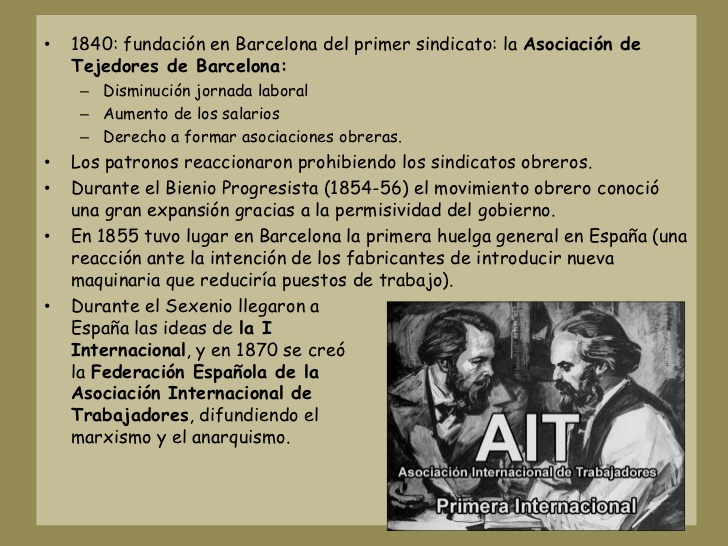 • 1840: fundación en Barcelona del primer sindicato: la Asociación de
Tejedores de Barcelona:
– Disminución jornada laboral
– Aumento de los salarios
– Derecho a formar asociaciones obreras.
• Los patronos reaccionaron prohibiendo los sindicatos obreros.
• Durante el Bienio Progresista (1854-56) el movimiento obrero conoció
una gran expansión gracias a la permisividad del gobierno.
• En 1855 tuvo lugar en Barcelona la primera huelga general en España (una
reacción ante la intención de los fabricantes de introducir nueva
maquinaria que reduciría puestos de trabajo).
• Durante el Sexenio llegaron a
España las ideas de la I
Internacional, y en 1870 se creó
la Federación Española de la
Asociación Internacional de
Trabajadores, difundiendo el
marxismo y el anarquismo.
AIT
Asociación Internacional de Trabajadores
Primera Internacional